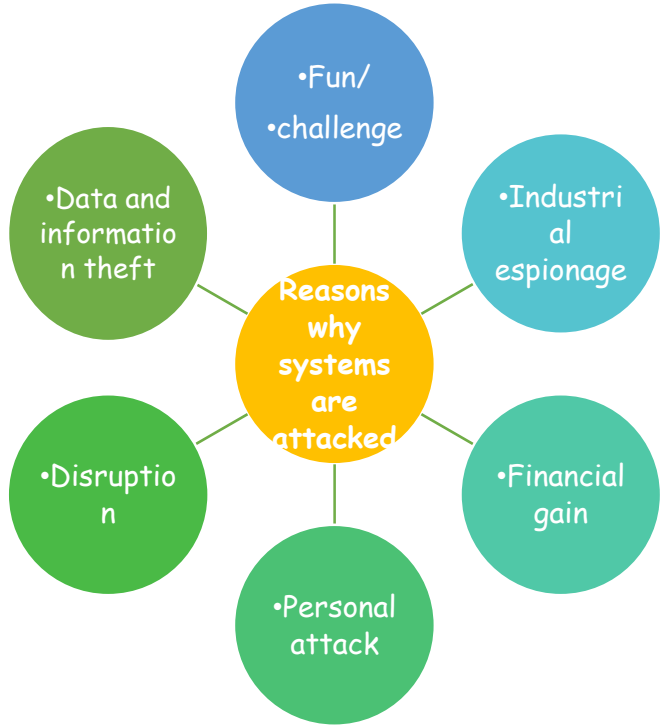 •Fun/
•challenge
•Data and
informatio
n theft
•Industri
al
espionage
Reasons
why
systems
are
attacked
•Disruptio
n
•Financial
gain
•Personal
attack